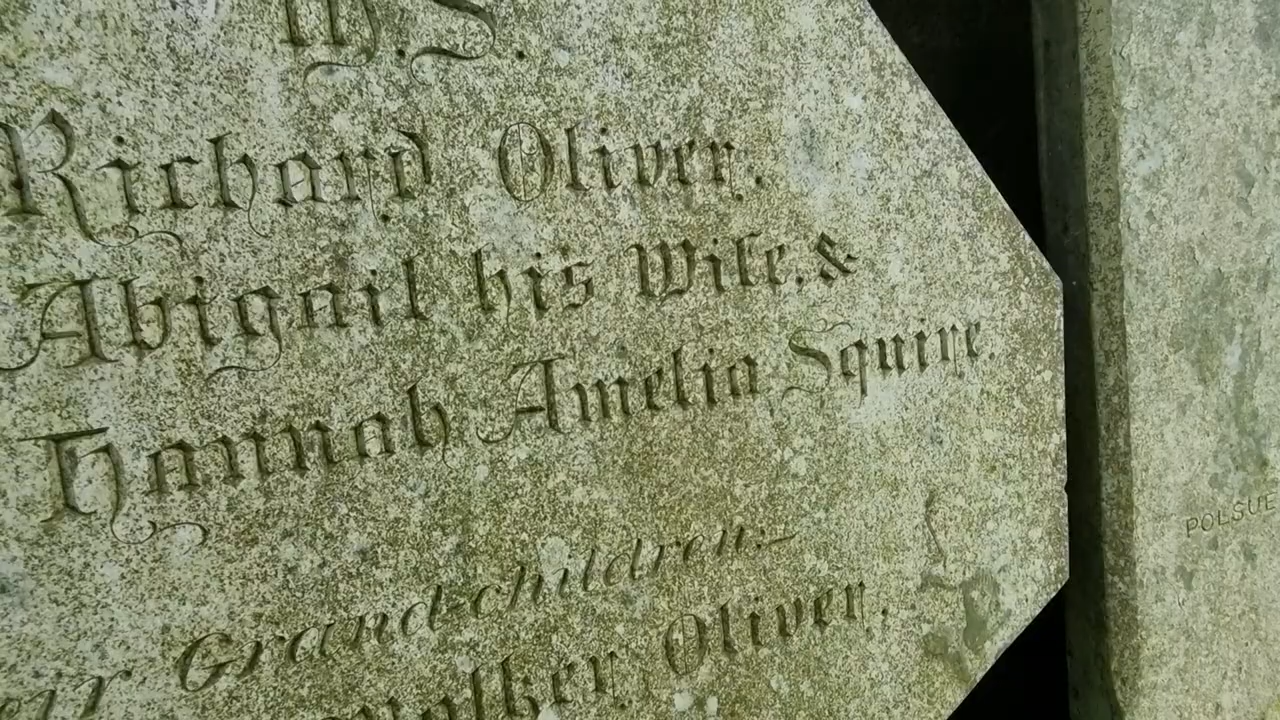 M.S.
Richard Oliver.
Abigail his Wife. &
Hannah Amelia Squire.
Grand-children:-
Oliver.
POLSUE